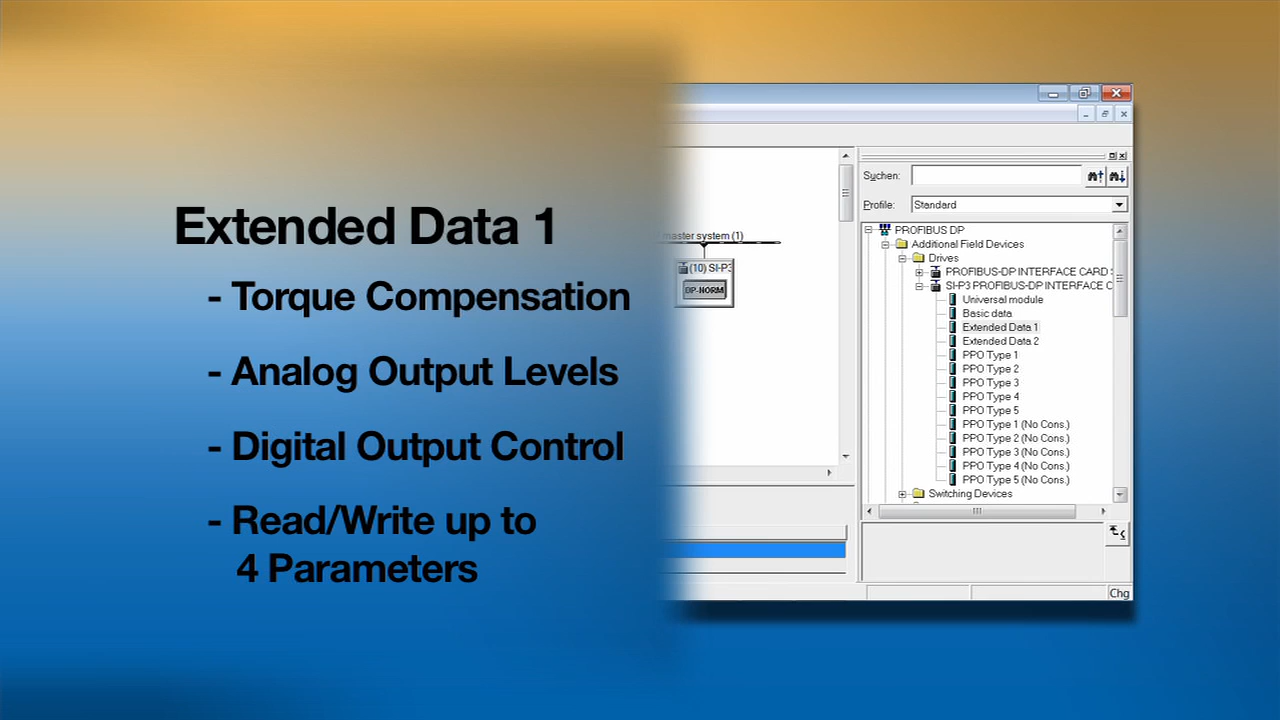 Extended Data 1
- Torque Compensation
- Analog Output Levels
- Digital Output Control
- Read/Write up to
4 Parameters
master system (1)
(10) SI-P3
DP-NORM
Suchen:
Profile:
Standard
PROFIBUS DP
Additional Field Devices
Drives
PROFIBUS-DP INTERFACE CARD
SI-P3 PROFIBUS-DP INTERFACE C
Universal module
Basic data
Extended Data 1
Extended Data 2
PPO Type 1
PPO Type 2
PPO Type 3
PPO Type 4
PPO Type 5
PPO Type 1 (No Cons.)
PPO Type 2 (No Cons.)
PPO Type 3 (No Cons.)
PPO Type 4 (No Cons.)
PPO Type 5 (No Cons.)
Switching Devices
Chg